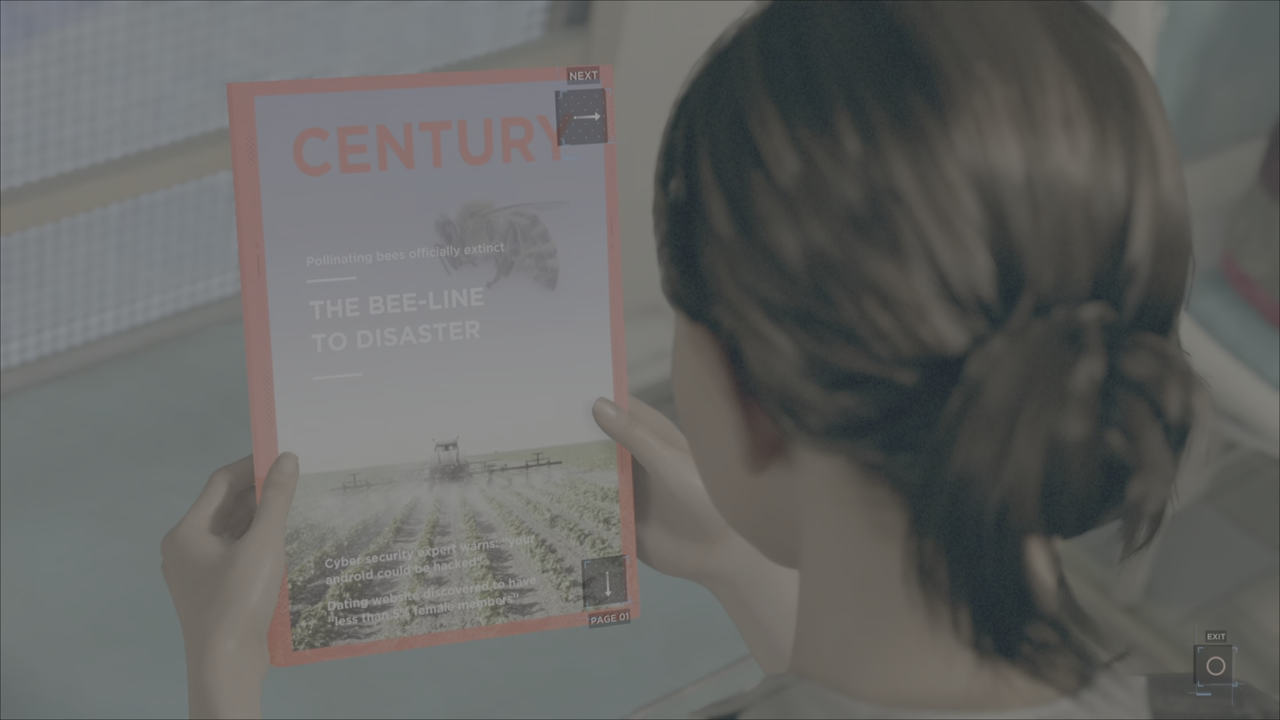 NEXT
CENTURY
Pollinating bees officially extinct
THE BEE-LINE
TO DISASTER
Cyber security expert warns: "your
android could be hacked"
Dating website discovered to have
"less than 5% female members"
PAGE 01
EXIT